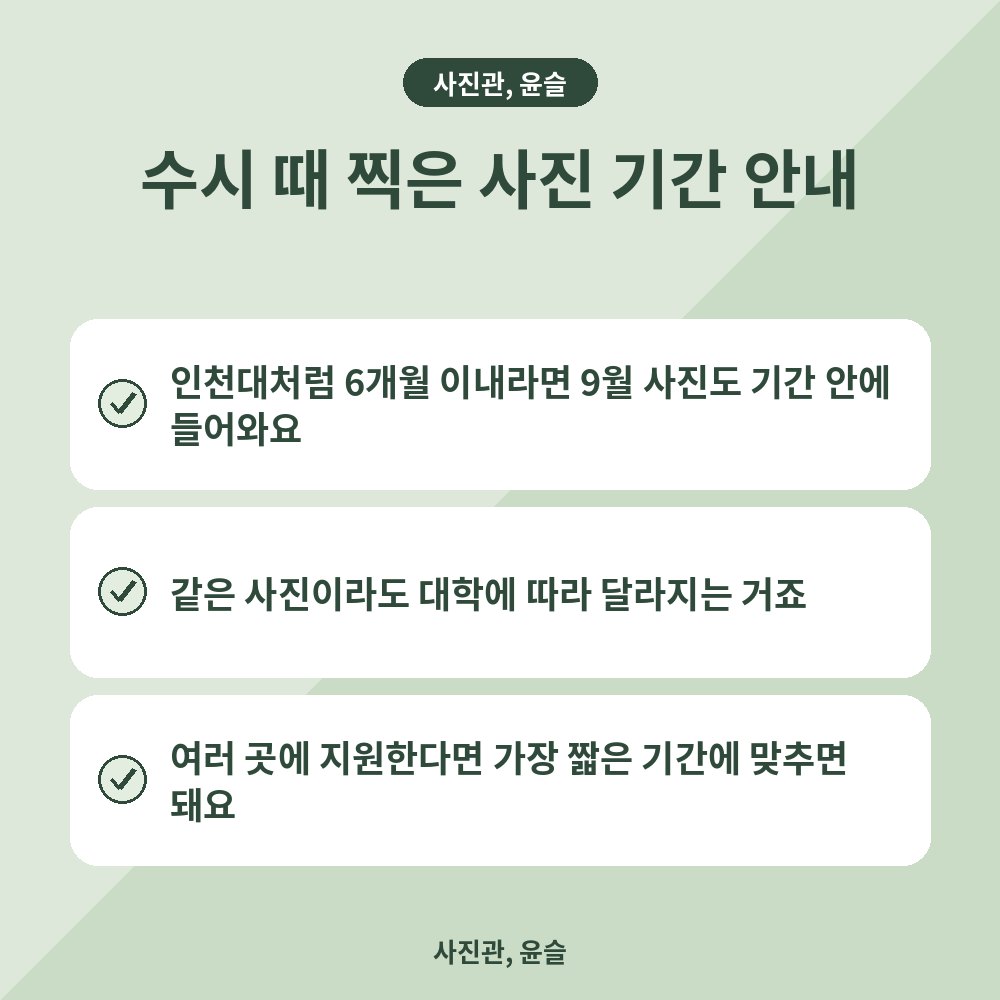 사진관, 윤슬
수시 때 찍은 사진 기간 안내
인천대처럼 6개월 이내라면 9월 사진도 기간 안에
들어와요
같은 사진이라도 대학에 따라 달라지는 거죠
여러 곳에 지원한다면 가장 짧은 기간에 맞추면
돼요
사진관, 윤슬